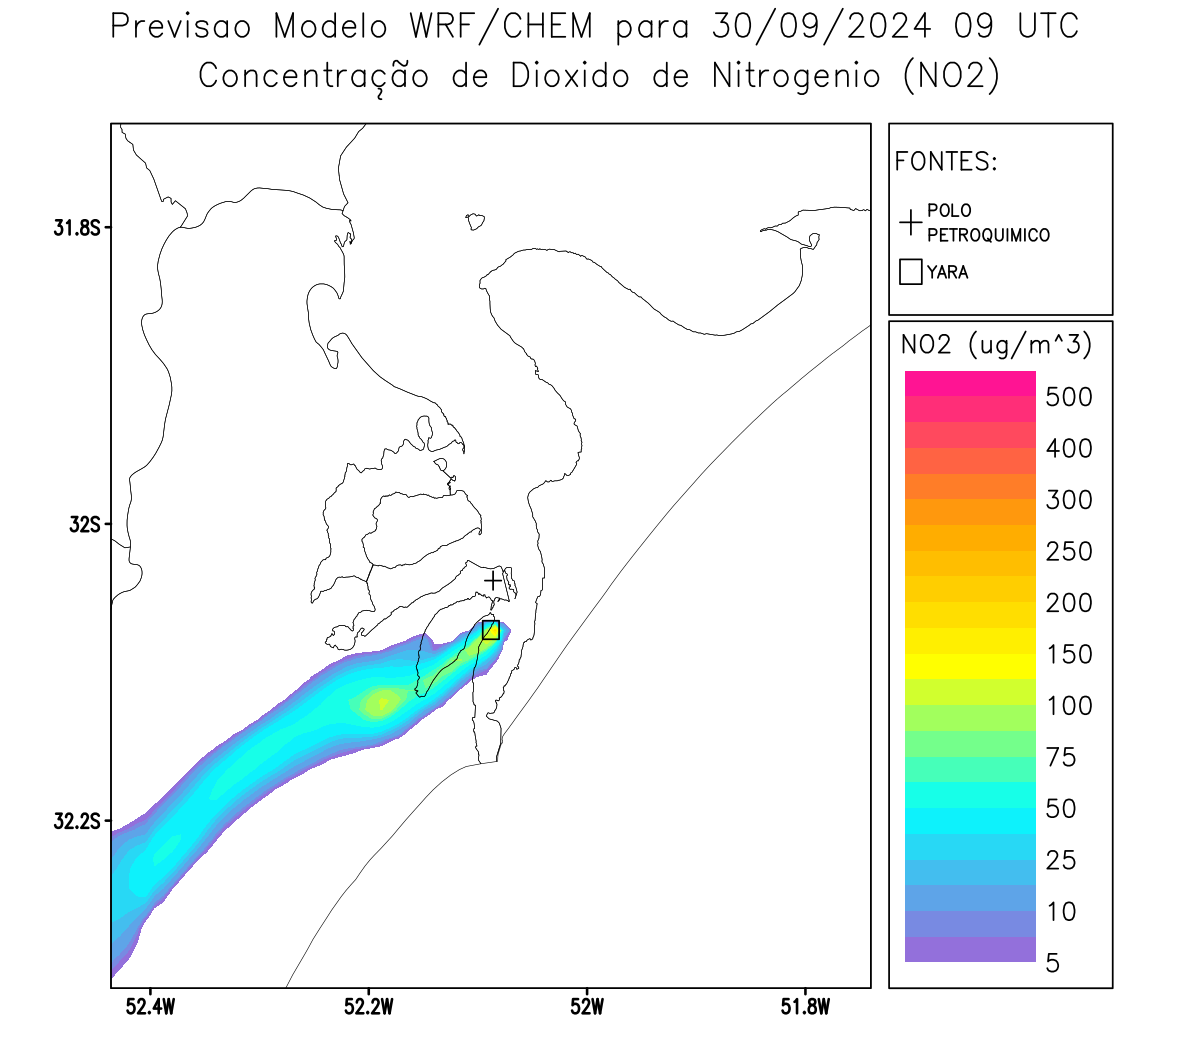 Previsao Modelo WRF/CHEM para 30/09/2024 09 UTC
Concentração de Dioxido de Nitrogenio (NO2)
FONTES:
POLO
PETROQUIMICO
YARA
NO2 (ug/m^3)
500
400
300
250
200
150
100
75
50
25
10
5
31.8S
32S
32.2S
52.4W
52.2W
52W
51.8W